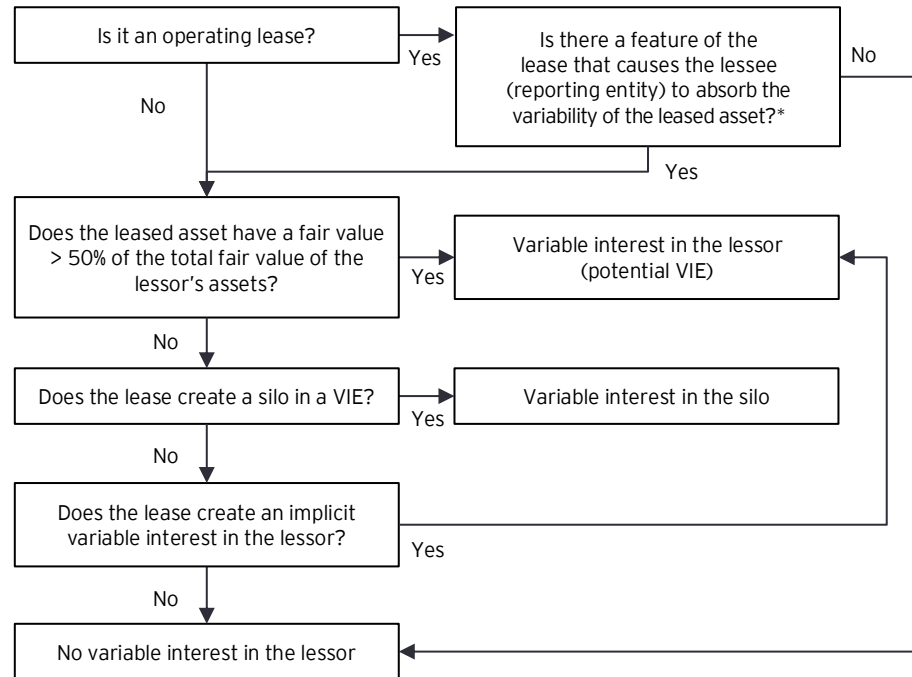 Is it an operating lease?
Yes
Is there a feature of the
lease that causes the lessee
(reporting entity) to absorb the
variability of the leased asset?*
No
No
Yes
Does the leased asset have a fair value
> 50% of the total fair value of the
lessor's assets?
Yes
Variable interest in the lessor
(potential VIE)
No
Does the lease create a silo in a VIE?
Yes
Variable interest in the silo
No
Does the lease create an implicit
variable interest in the lessor?
Yes
No
No variable interest in the lessor